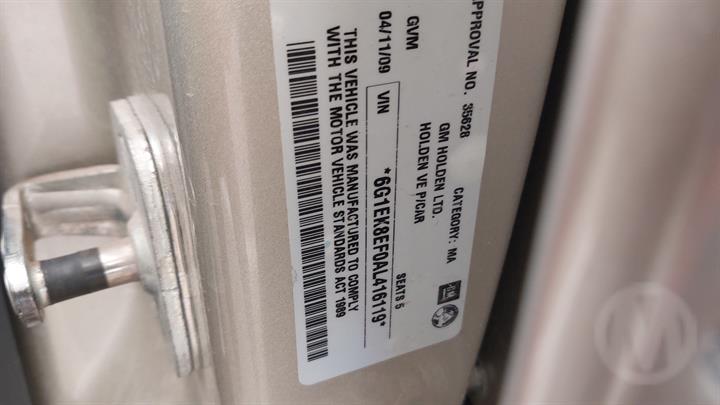 APPROVAL NO. 35628 CATEGORY: MA
GM HOLDEN LTD.
HOLDEN VE P/CAR
GVM SEATS 5
04/11/09 VIN *6G1EK8EF0AL416119*
THIS VEHICLE WAS MANUFACTURED TO COMPLY
WITH THE MOTOR VEHICLE STANDARDS ACT 1989
GM
M